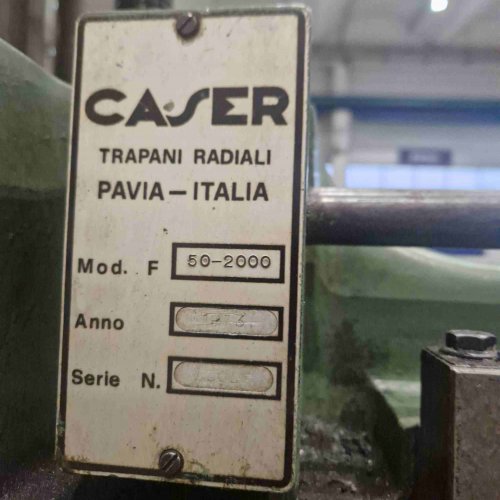 CASER
TRAPANI RADIALI
PAVIA-ITALIA
Mod. F 50-2000
Anno
Serie N.